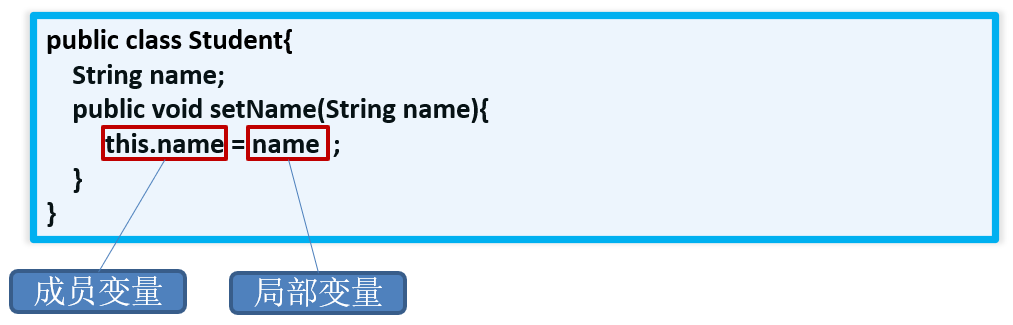 public class Student{
String name;
public void setName(String name){
this.name = name ;
}
}
成员变量
局部变量